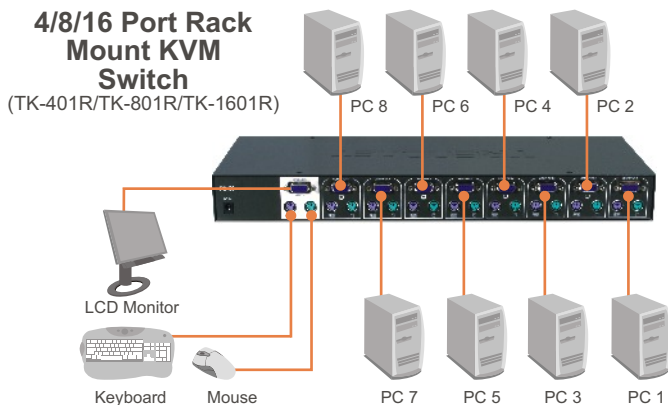 4/8/16 Port Rack
Mount KVM
Switch
(TK-401R/TK-801R/TK-1601R)
PC 8
PC 6
PC 4
PC 2
LCD Monitor
Keyboard
Mouse
PC 7
PC 5
PC 3
PC 1